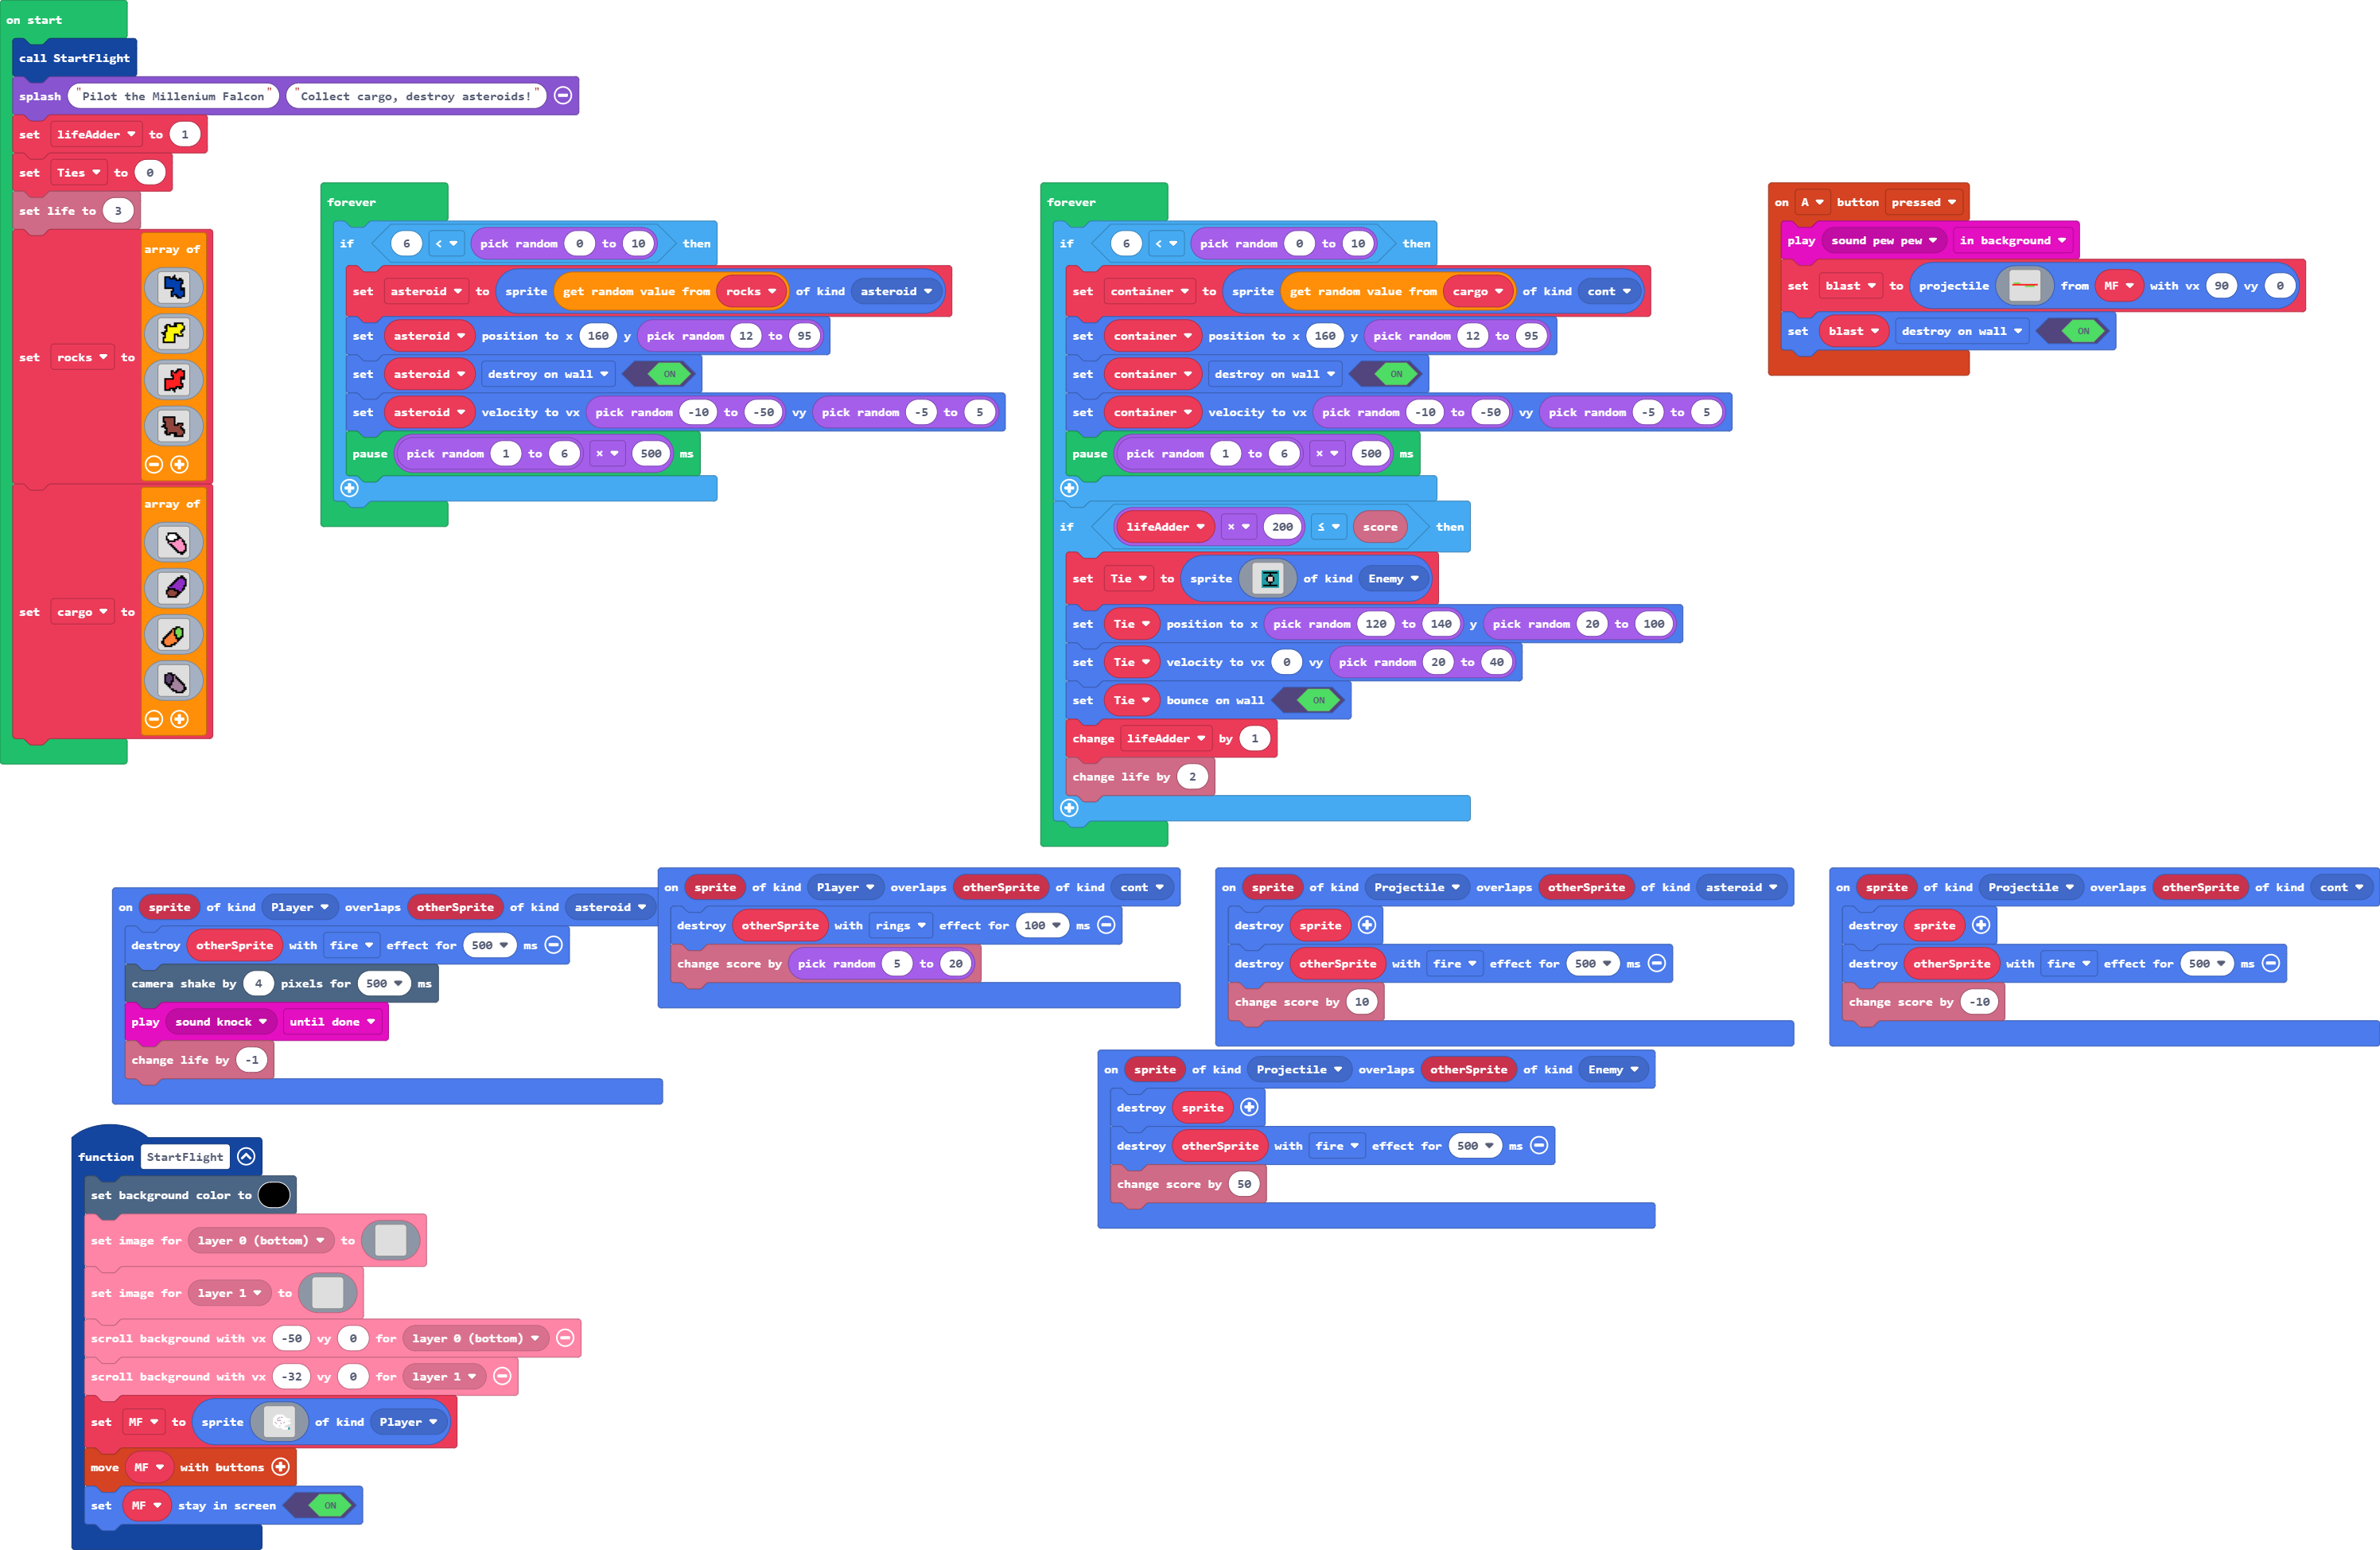 on start
call StartFlight
splash "Pilot the Millenium Falcon" "Collect cargo, destroy asteroids!"
set lifeAdder to 1
set Ties to 0
set life to 3
set rocks to array of
set cargo to array of
forever
if 6 < pick random 0 to 10 then
set asteroid to sprite get random value from rocks of kind asteroid
set asteroid position to x 160 y pick random 12 to 95
set asteroid destroy on wall ON
set asteroid velocity to vx pick random -10 to -50 vy pick random -5 to 5
pause pick random 1 to 6 × 500 ms
forever
if 6 < pick random 0 to 10 then
set container to sprite get random value from cargo of kind cont
set container position to x 160 y pick random 12 to 95
set container destroy on wall ON
set container velocity to vx pick random -10 to -50 vy pick random -5 to 5
pause pick random 1 to 6 × 500 ms
if lifeAdder × 200 ≤ score then
set Tie to sprite of kind Enemy
set Tie position to x pick random 120 to 140 y pick random 20 to 100
set Tie velocity to vx 0 vy pick random 20 to 40
set Tie bounce on wall ON
change lifeAdder by 1
change life by 2
on A button pressed
play sound pew pew in background
set blast to projectile from MF with vx 90 vy 0
set blast destroy on wall ON
on sprite of kind Player overlaps otherSprite of kind asteroid
destroy otherSprite with fire effect for 500 ms
camera shake by 4 pixels for 500 ms
play sound knock until done
change life by -1
on sprite of kind Player overlaps otherSprite of kind cont
destroy otherSprite with rings effect for 100 ms
change score by pick random 5 to 20
on sprite of kind Projectile overlaps otherSprite of kind asteroid
destroy sprite
destroy otherSprite with fire effect for 500 ms
change score by 10
on sprite of kind Projectile overlaps otherSprite of kind cont
destroy sprite
destroy otherSprite with fire effect for 500 ms
change score by -10
on sprite of kind Projectile overlaps otherSprite of kind Enemy
destroy sprite
destroy otherSprite with fire effect for 500 ms
change score by 50
function StartFlight
set background color to
set image for layer 0 (bottom) to
set image for layer 1 to
scroll background with vx -50 vy 0 for layer 0 (bottom)
scroll background with vx -32 vy 0 for layer 1
set MF to sprite of kind Player
move MF with buttons
set MF stay in screen ON